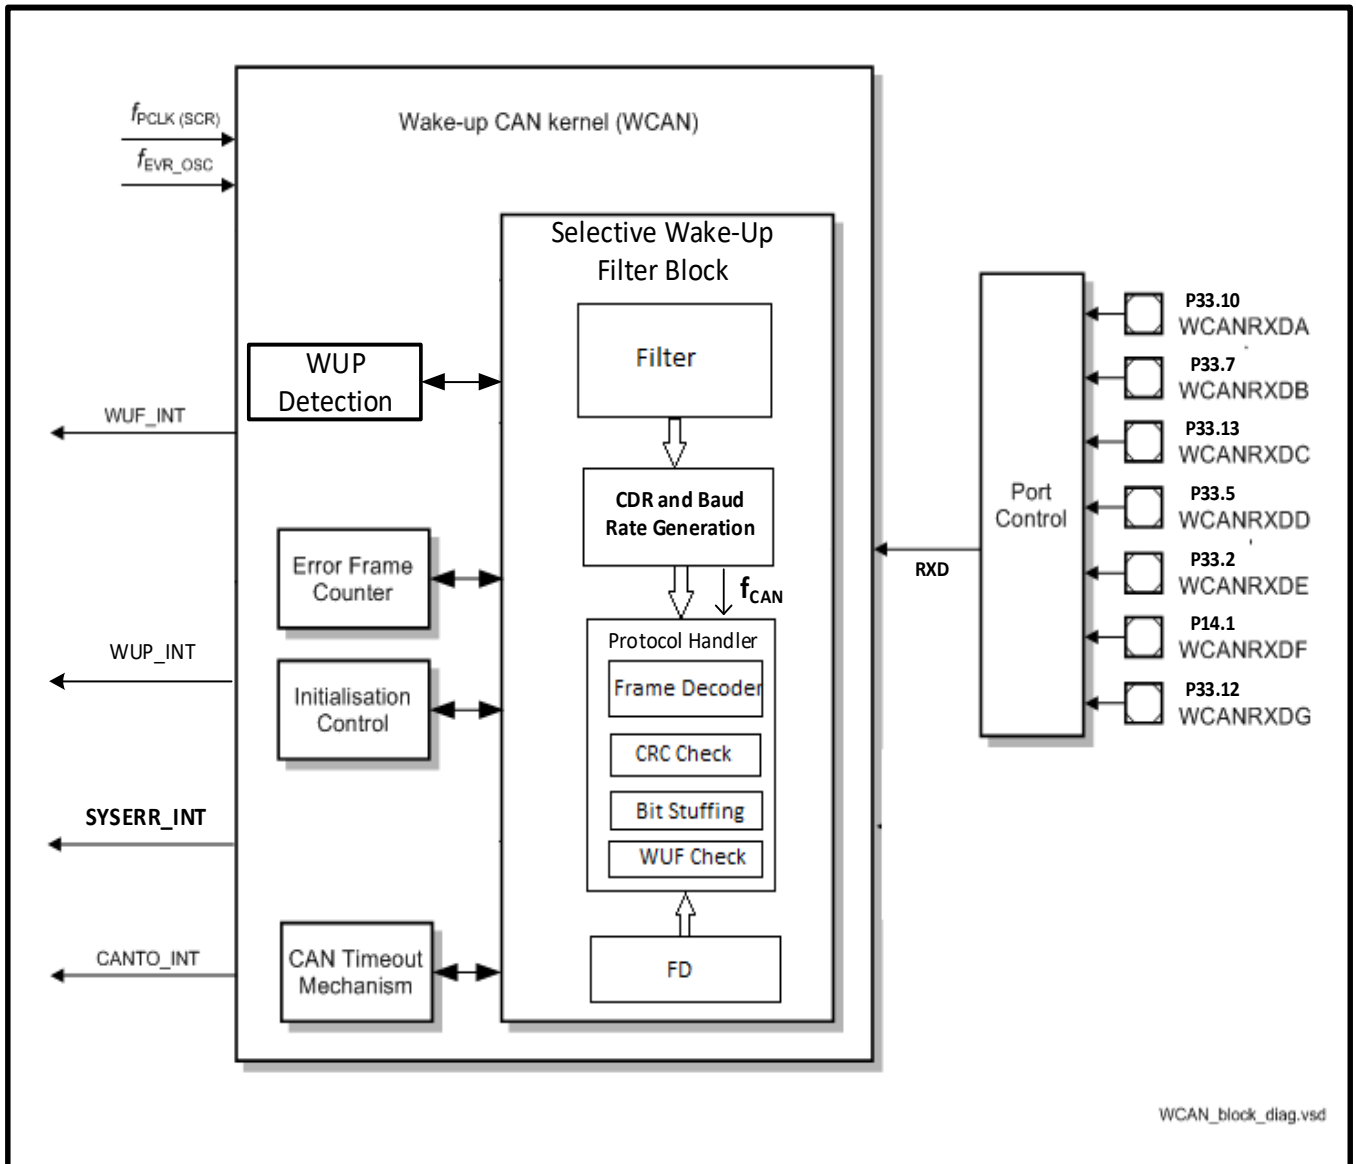 fPCLK (SCR)
fEVR_OSC
Wake-up CAN kernel (WCAN)
Selective Wake-Up
Filter Block
Filter
WUP
Detection
WUF_INT
CDR and Baud
Rate Generation
fCAN
Error Frame
Counter
Protocol Handler
Frame Decoder
CRC Check
Bit Stuffing
WUF Check
WUP_INT
Initialisation
Control
SYSERR_INT
CANTO_INT
CAN Timeout
Mechanism
FD
RXD
Port
Control
P33.10
WCANRXDA
P33.7
WCANRXDB
P33.13
WCANRXDC
P33.5
WCANRXDD
P33.2
WCANRXDE
P14.1
WCANRXDF
P33.12
WCANRXDG
WCAN_block_diag.vsd